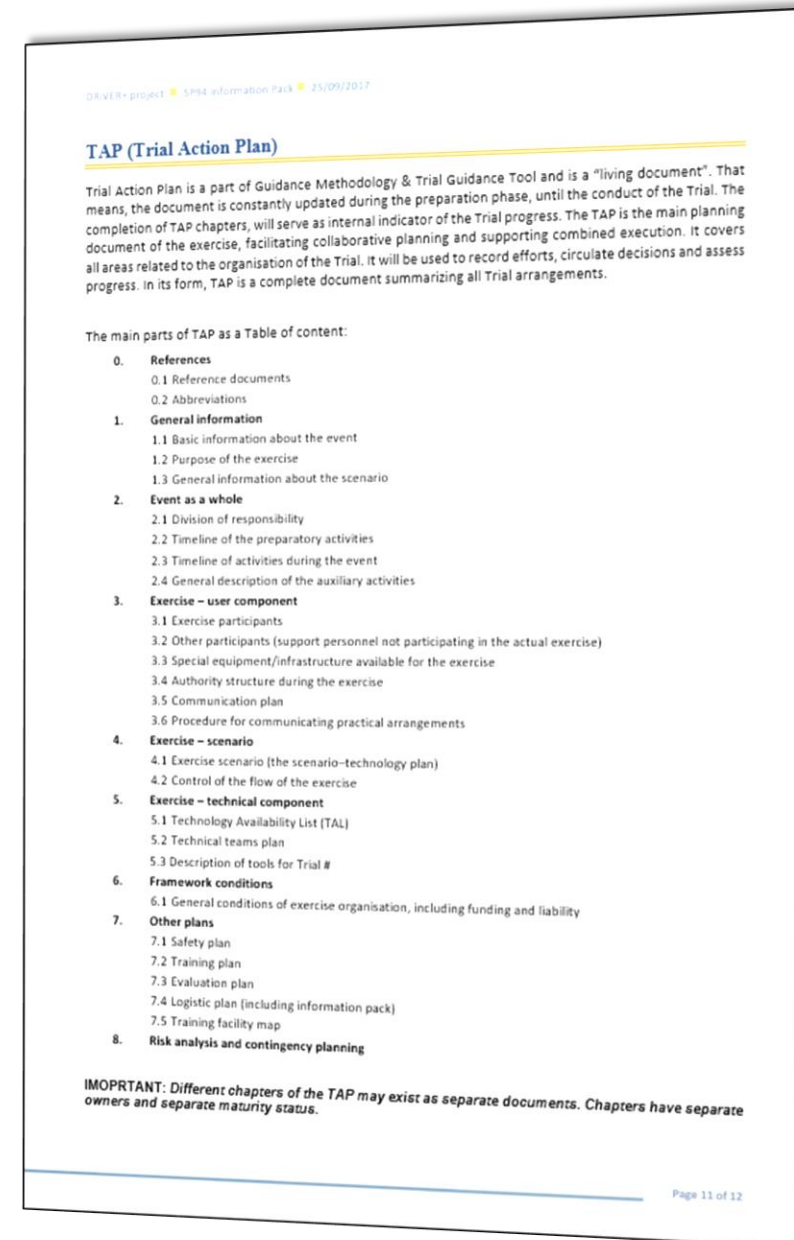 DRIVER+ project ■ SP94 Information Pack ■ 25/09/2017
TAP (Trial Action Plan)
Trial Action Plan is a part of Guidance Methodology & Trial Guidance Tool and is a “living document”. That
means, the document is constantly updated during the preparation phase, until the conduct of the Trial. The
completion of TAP chapters, will serve as internal indicator of the Trial progress. The TAP is the main planning
document of the exercise, facilitating collaborative planning and supporting combined execution. It covers
all areas related to the organisation of the Trial. It will be used to record efforts, circulate decisions and assess
progress. In its form, TAP is a complete document summarizing all Trial arrangements.
The main parts of TAP as a Table of content:
0. References
0.1 Reference documents
0.2 Abbreviations
1. General information
1.1 Basic information about the event
1.2 Purpose of the exercise
1.3 General information about the scenario
2. Event as a whole
2.1 Division of responsibility
2.2 Timeline of the preparatory activities
2.3 Timeline of activities during the event
2.4 General description of the auxiliary activities
3. Exercise – user component
3.1 Exercise participants
3.2 Other participants (support personnel not participating in the actual exercise)
3.3 Special equipment/infrastructure available for the exercise
3.4 Authority structure during the exercise
3.5 Communication plan
3.6 Procedure for communicating practical arrangements
4. Exercise – scenario
4.1 Exercise scenario (the scenario–technology plan)
4.2 Control of the flow of the exercise
5. Exercise – technical component
5.1 Technology Availability List (TAL)
5.2 Technical teams plan
5.3 Description of tools for Trial #
6. Framework conditions
6.1 General conditions of exercise organisation, including funding and liability
7. Other plans
7.1 Safety plan
7.2 Training plan
7.3 Evaluation plan
7.4 Logistic plan (including information pack)
7.5 Training facility map
8. Risk analysis and contingency planning
IMOPRTANT: Different chapters of the TAP may exist as separate documents. Chapters have separate
owners and separate maturity status.
Page 11 of 12